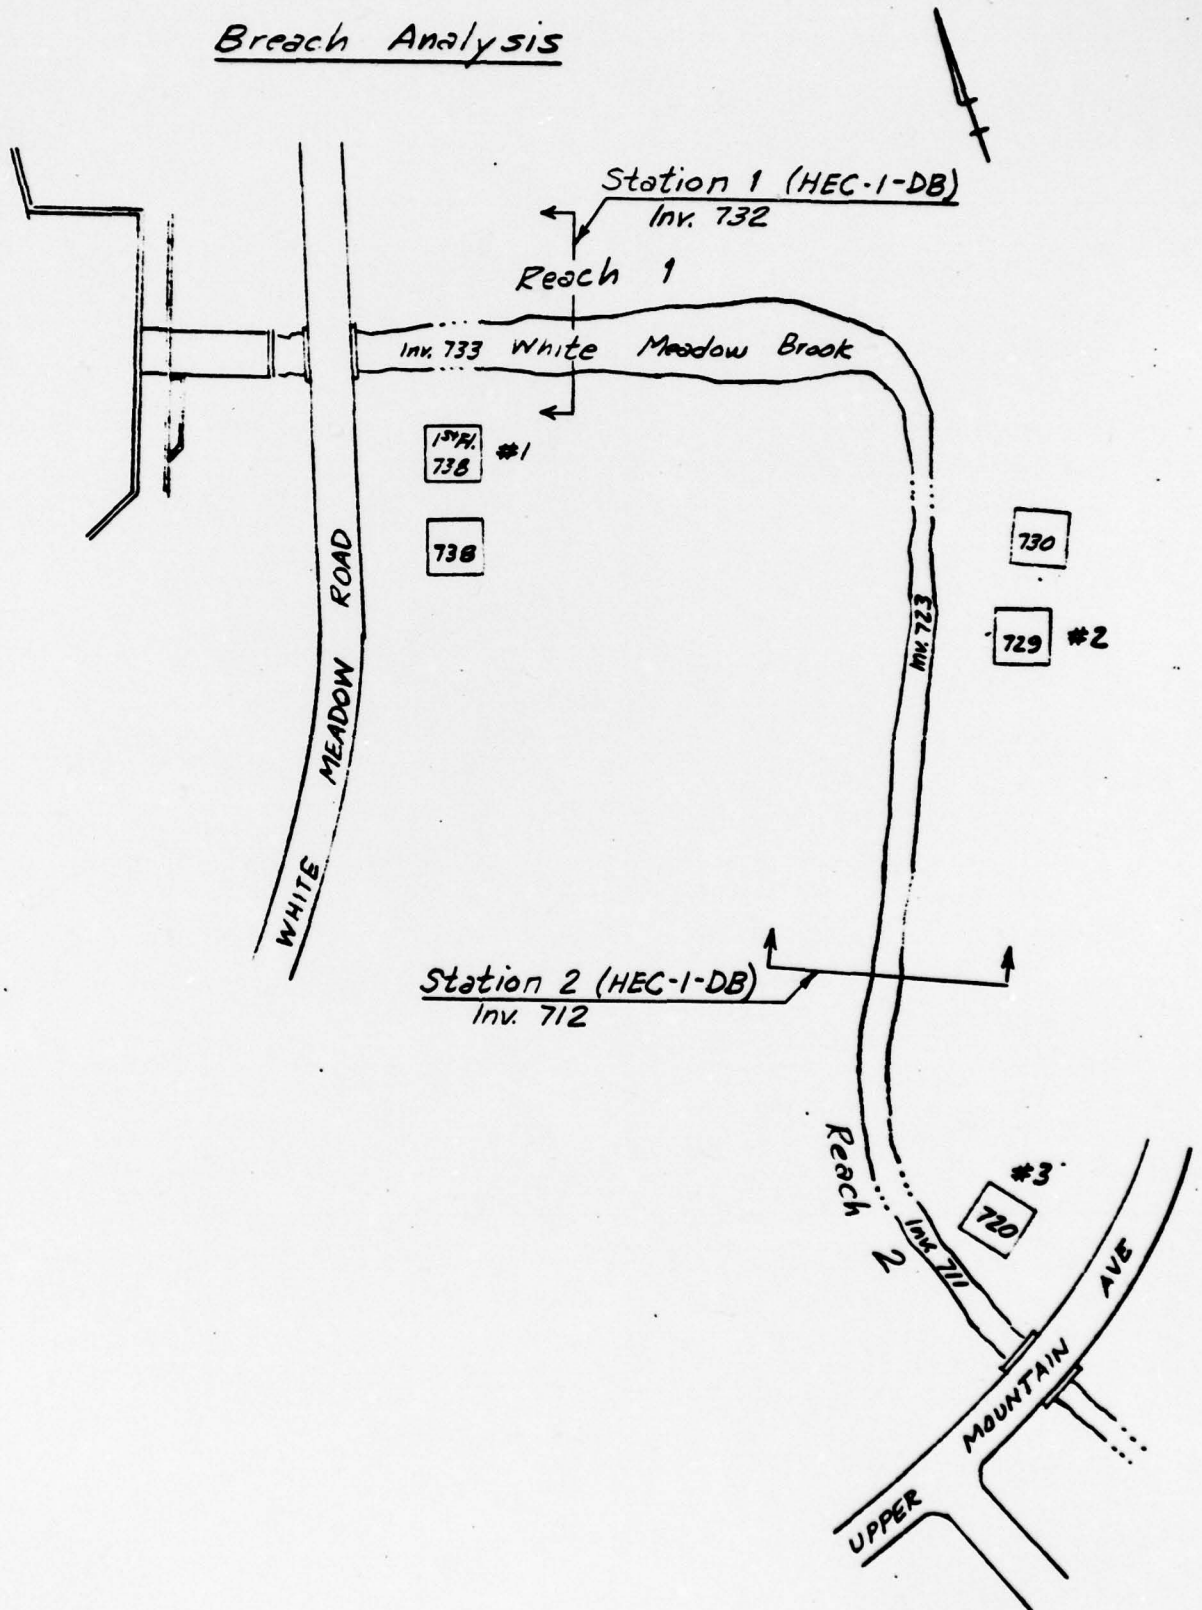 Breach Analysis
Station 1 (HEC-1-DB)
Inv. 732
Reach 1
Inv. 733 White Meadow Brook
1st Fl.
738
#1
738
730
729 #2
Inv. 723
WHITE MEADOW ROAD
Station 2 (HEC-1-DB)
Inv. 712
Reach 2
#3
720
Inv. 711
UPPER MOUNTAIN AVE